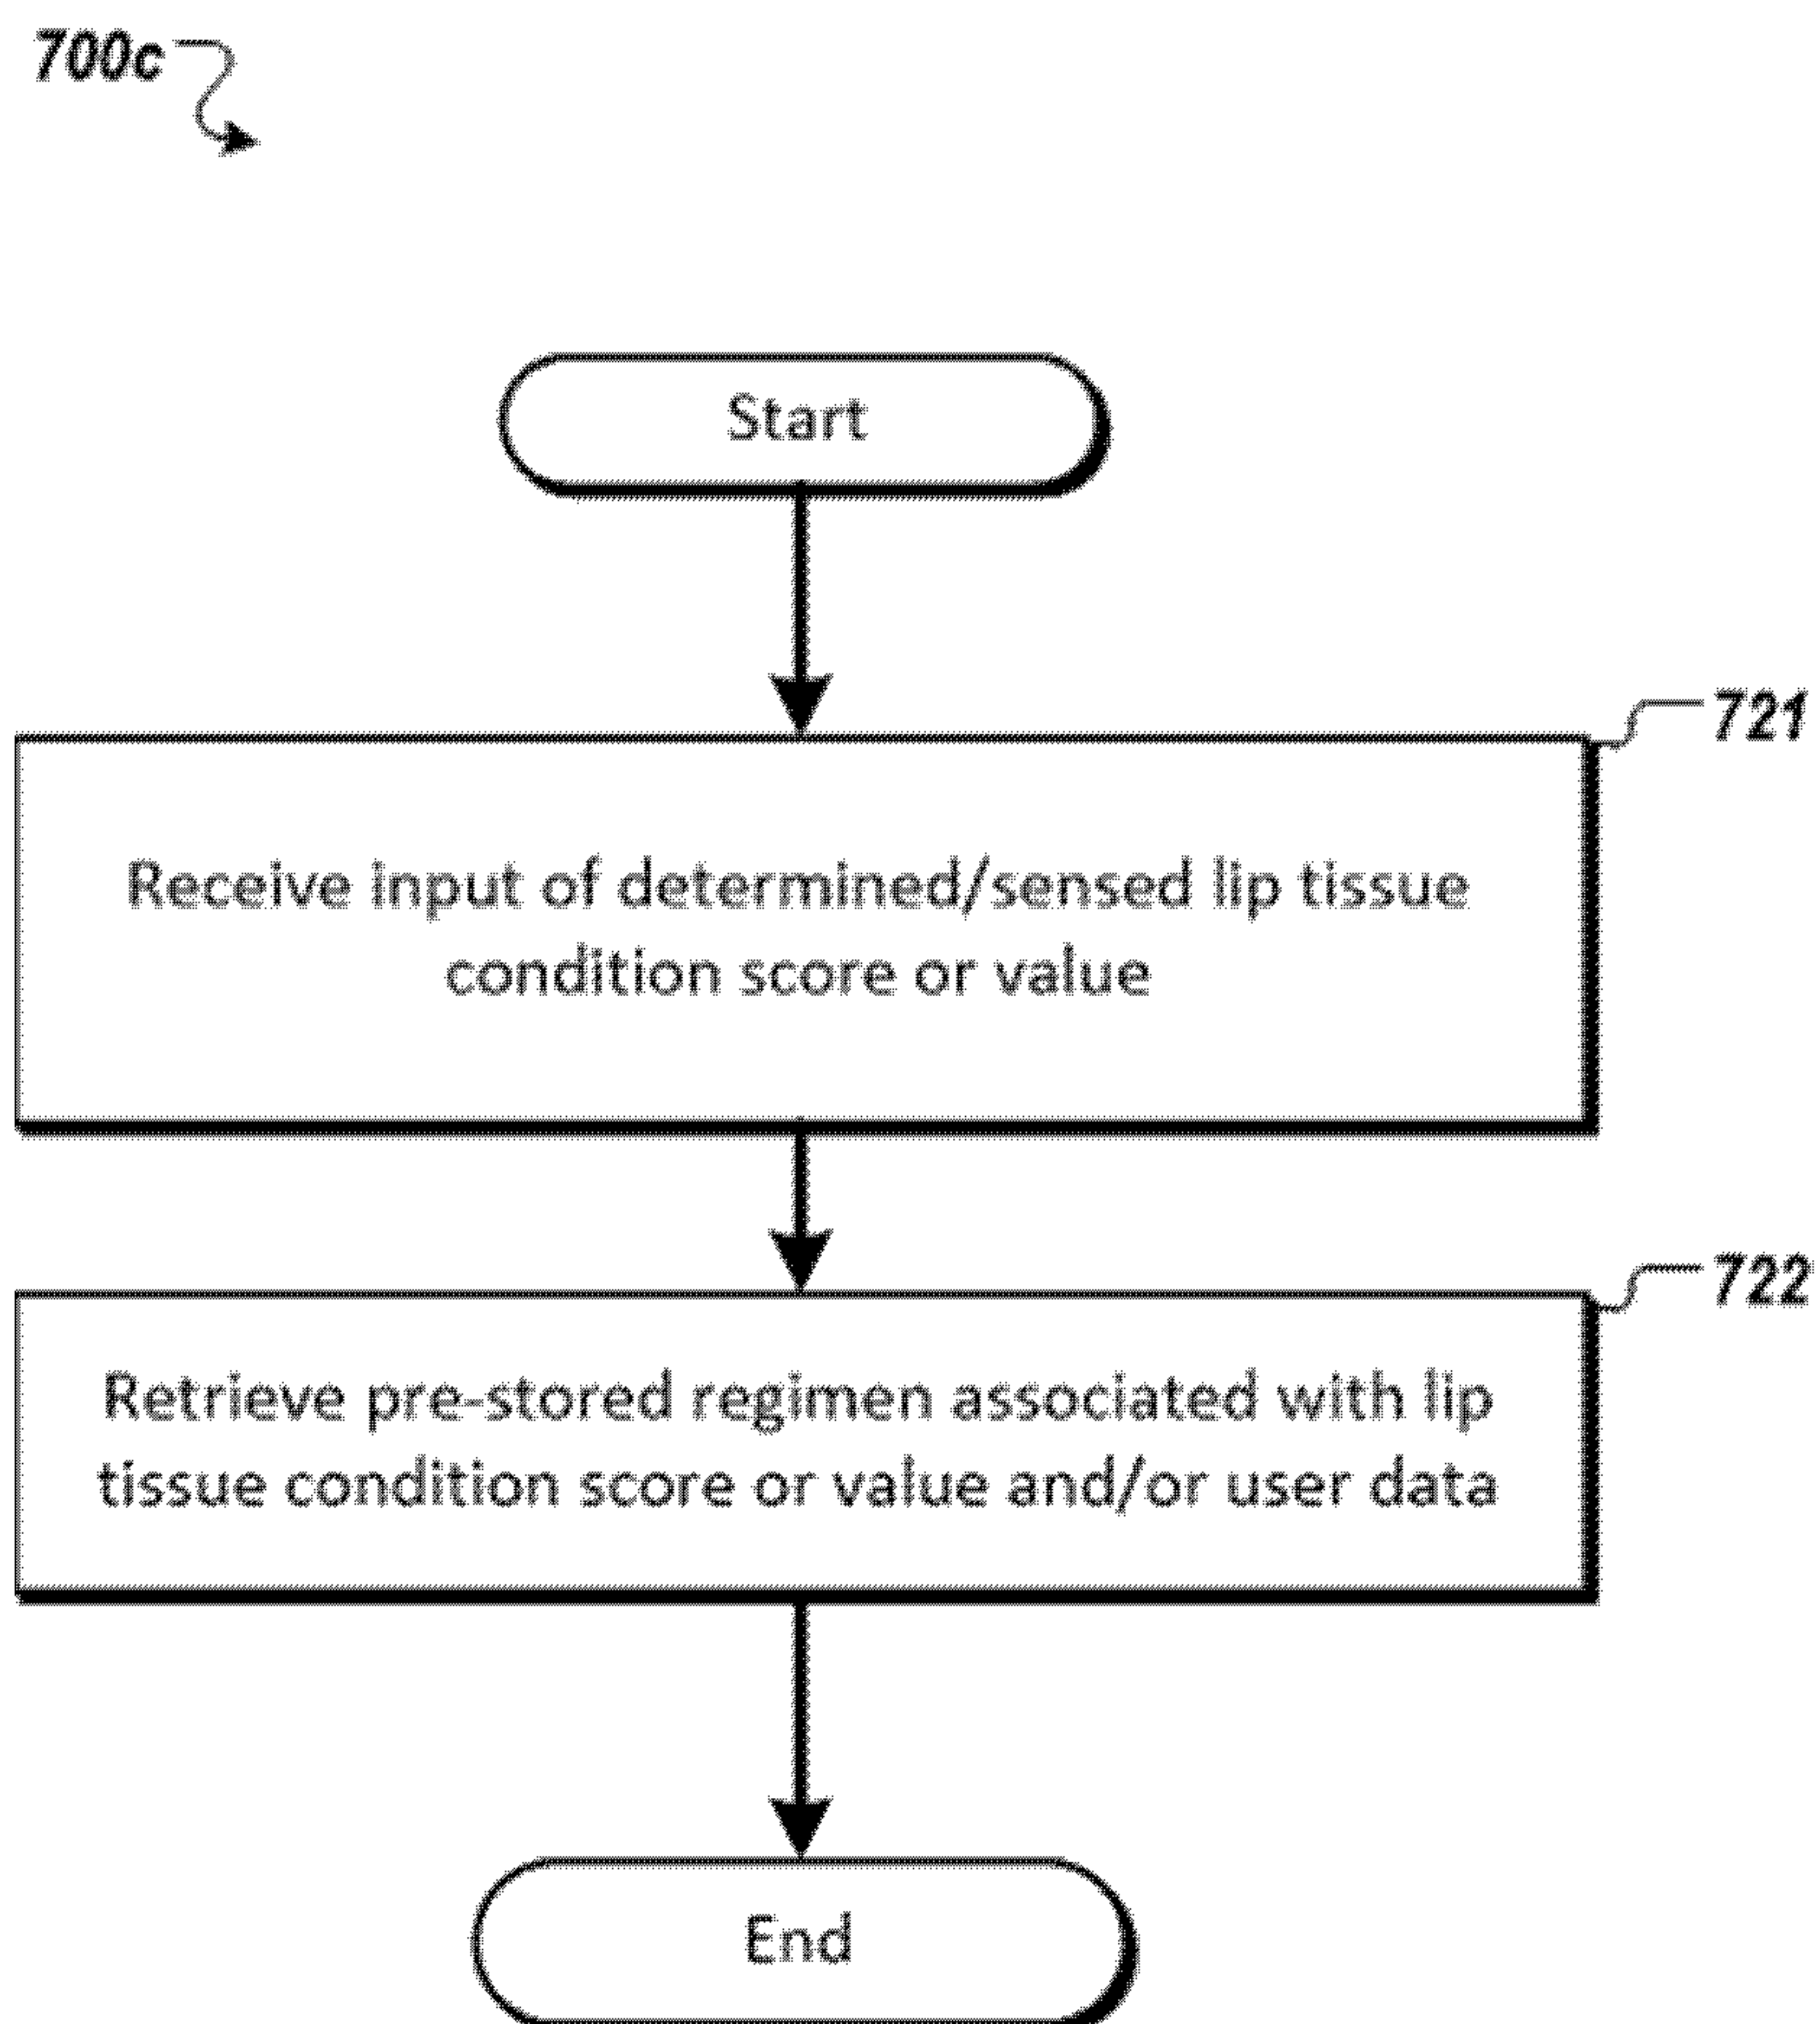 700c
Start
721
Receive input of determined/sensed lip tissue
condition score or value
722
Retrieve pre-stored regimen associated with lip
tissue condition score or value and/or user data
End